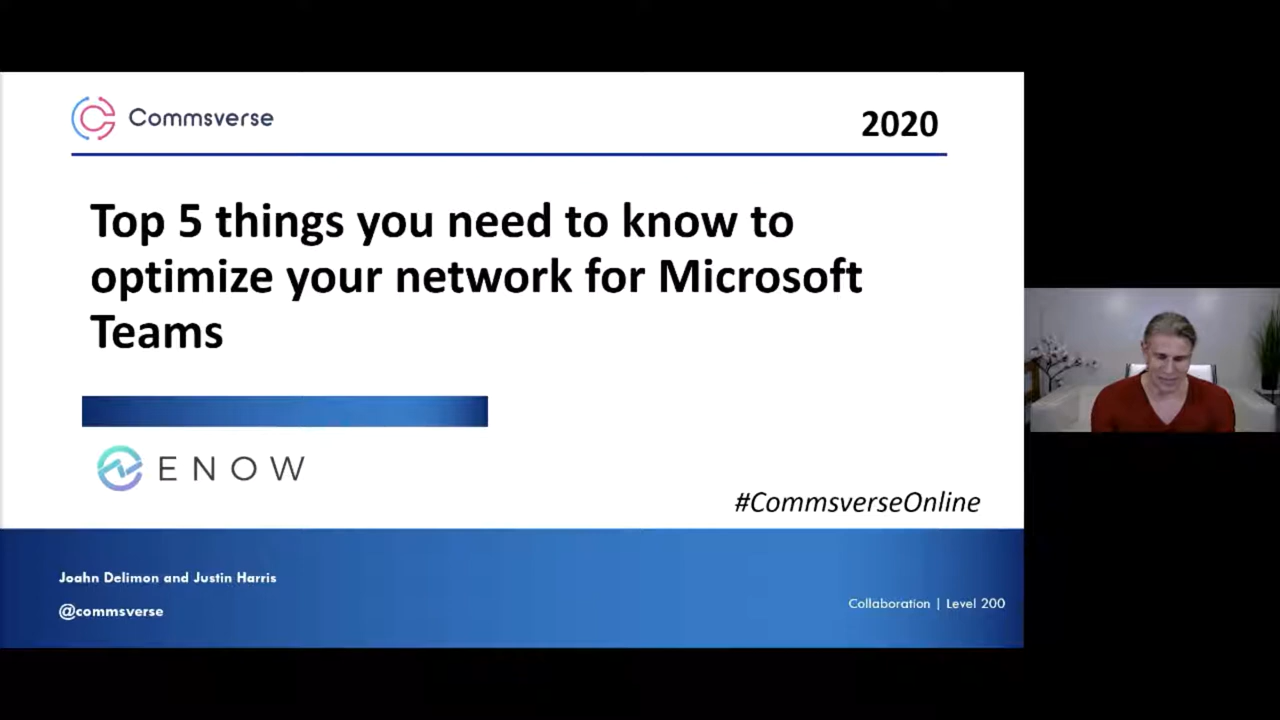 Commsverse
2020
Top 5 things you need to know to
optimize your network for Microsoft
Teams
ENOW
#CommsverseOnline
Joahn Delimon and Justin Harris
@commsverse
Collaboration | Level 200